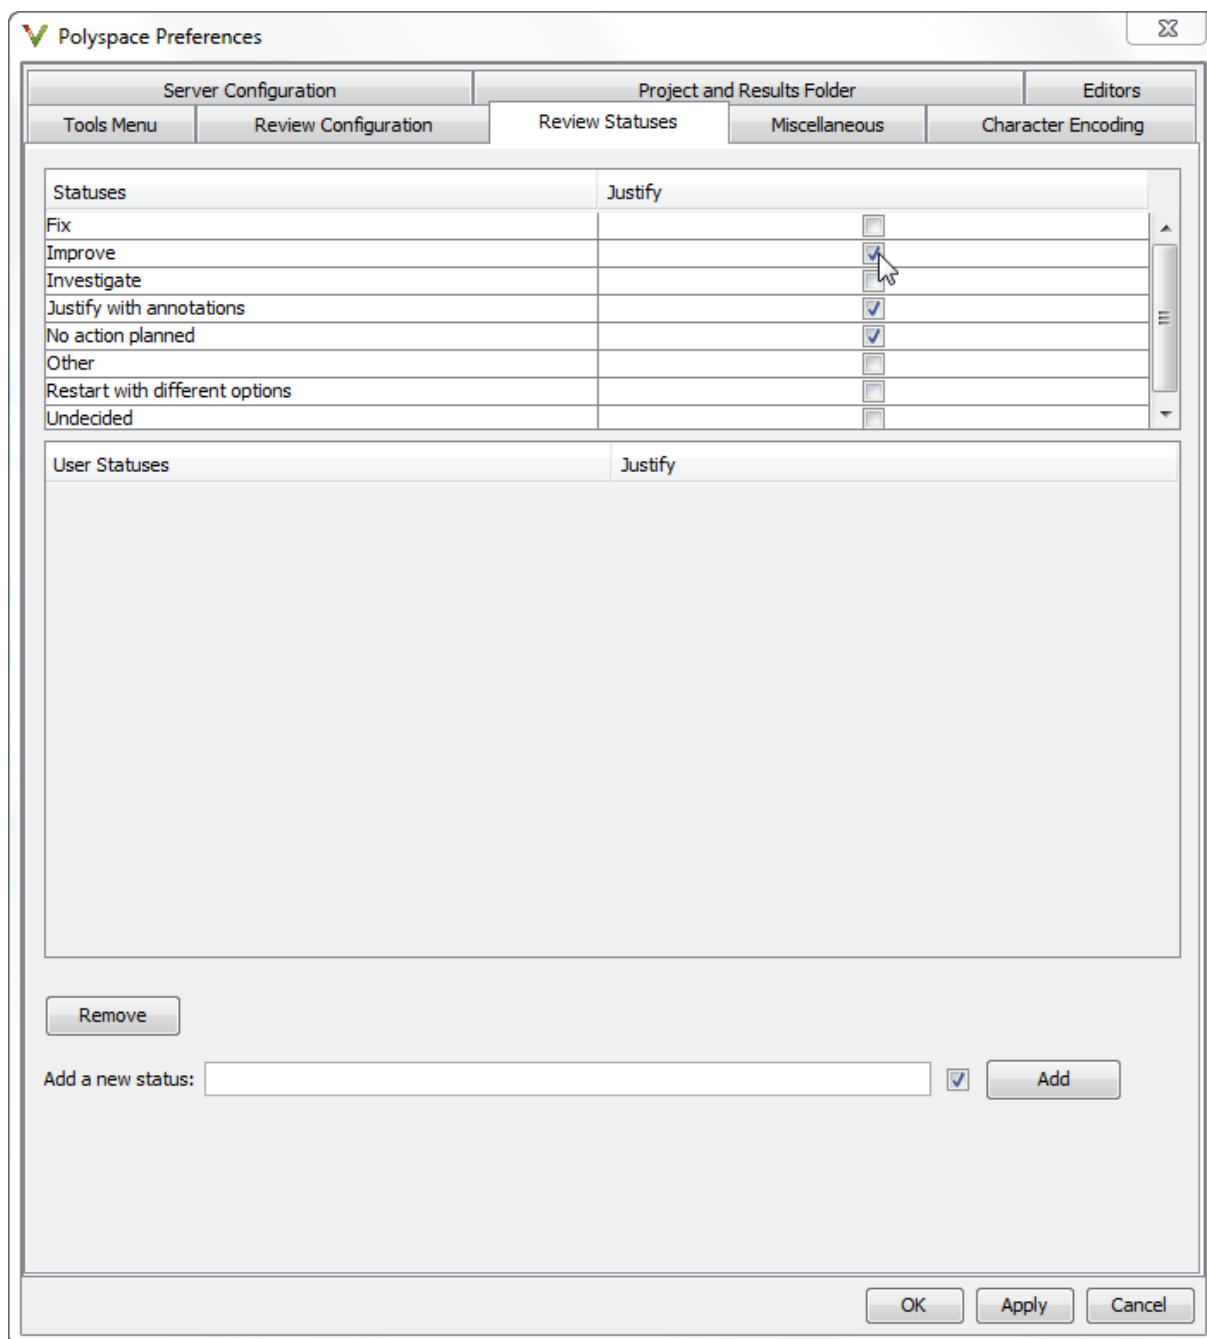 Polyspace Preferences
Server Configuration Project and Results Folder Editors
Tools Menu Review Configuration Review Statuses Miscellaneous Character Encoding
Statuses Justify
Fix
Improve
Investigate
Justify with annotations
No action planned
Other
Restart with different options
Undecided
User Statuses Justify
Remove
Add a new status: Add
OK Apply Cancel